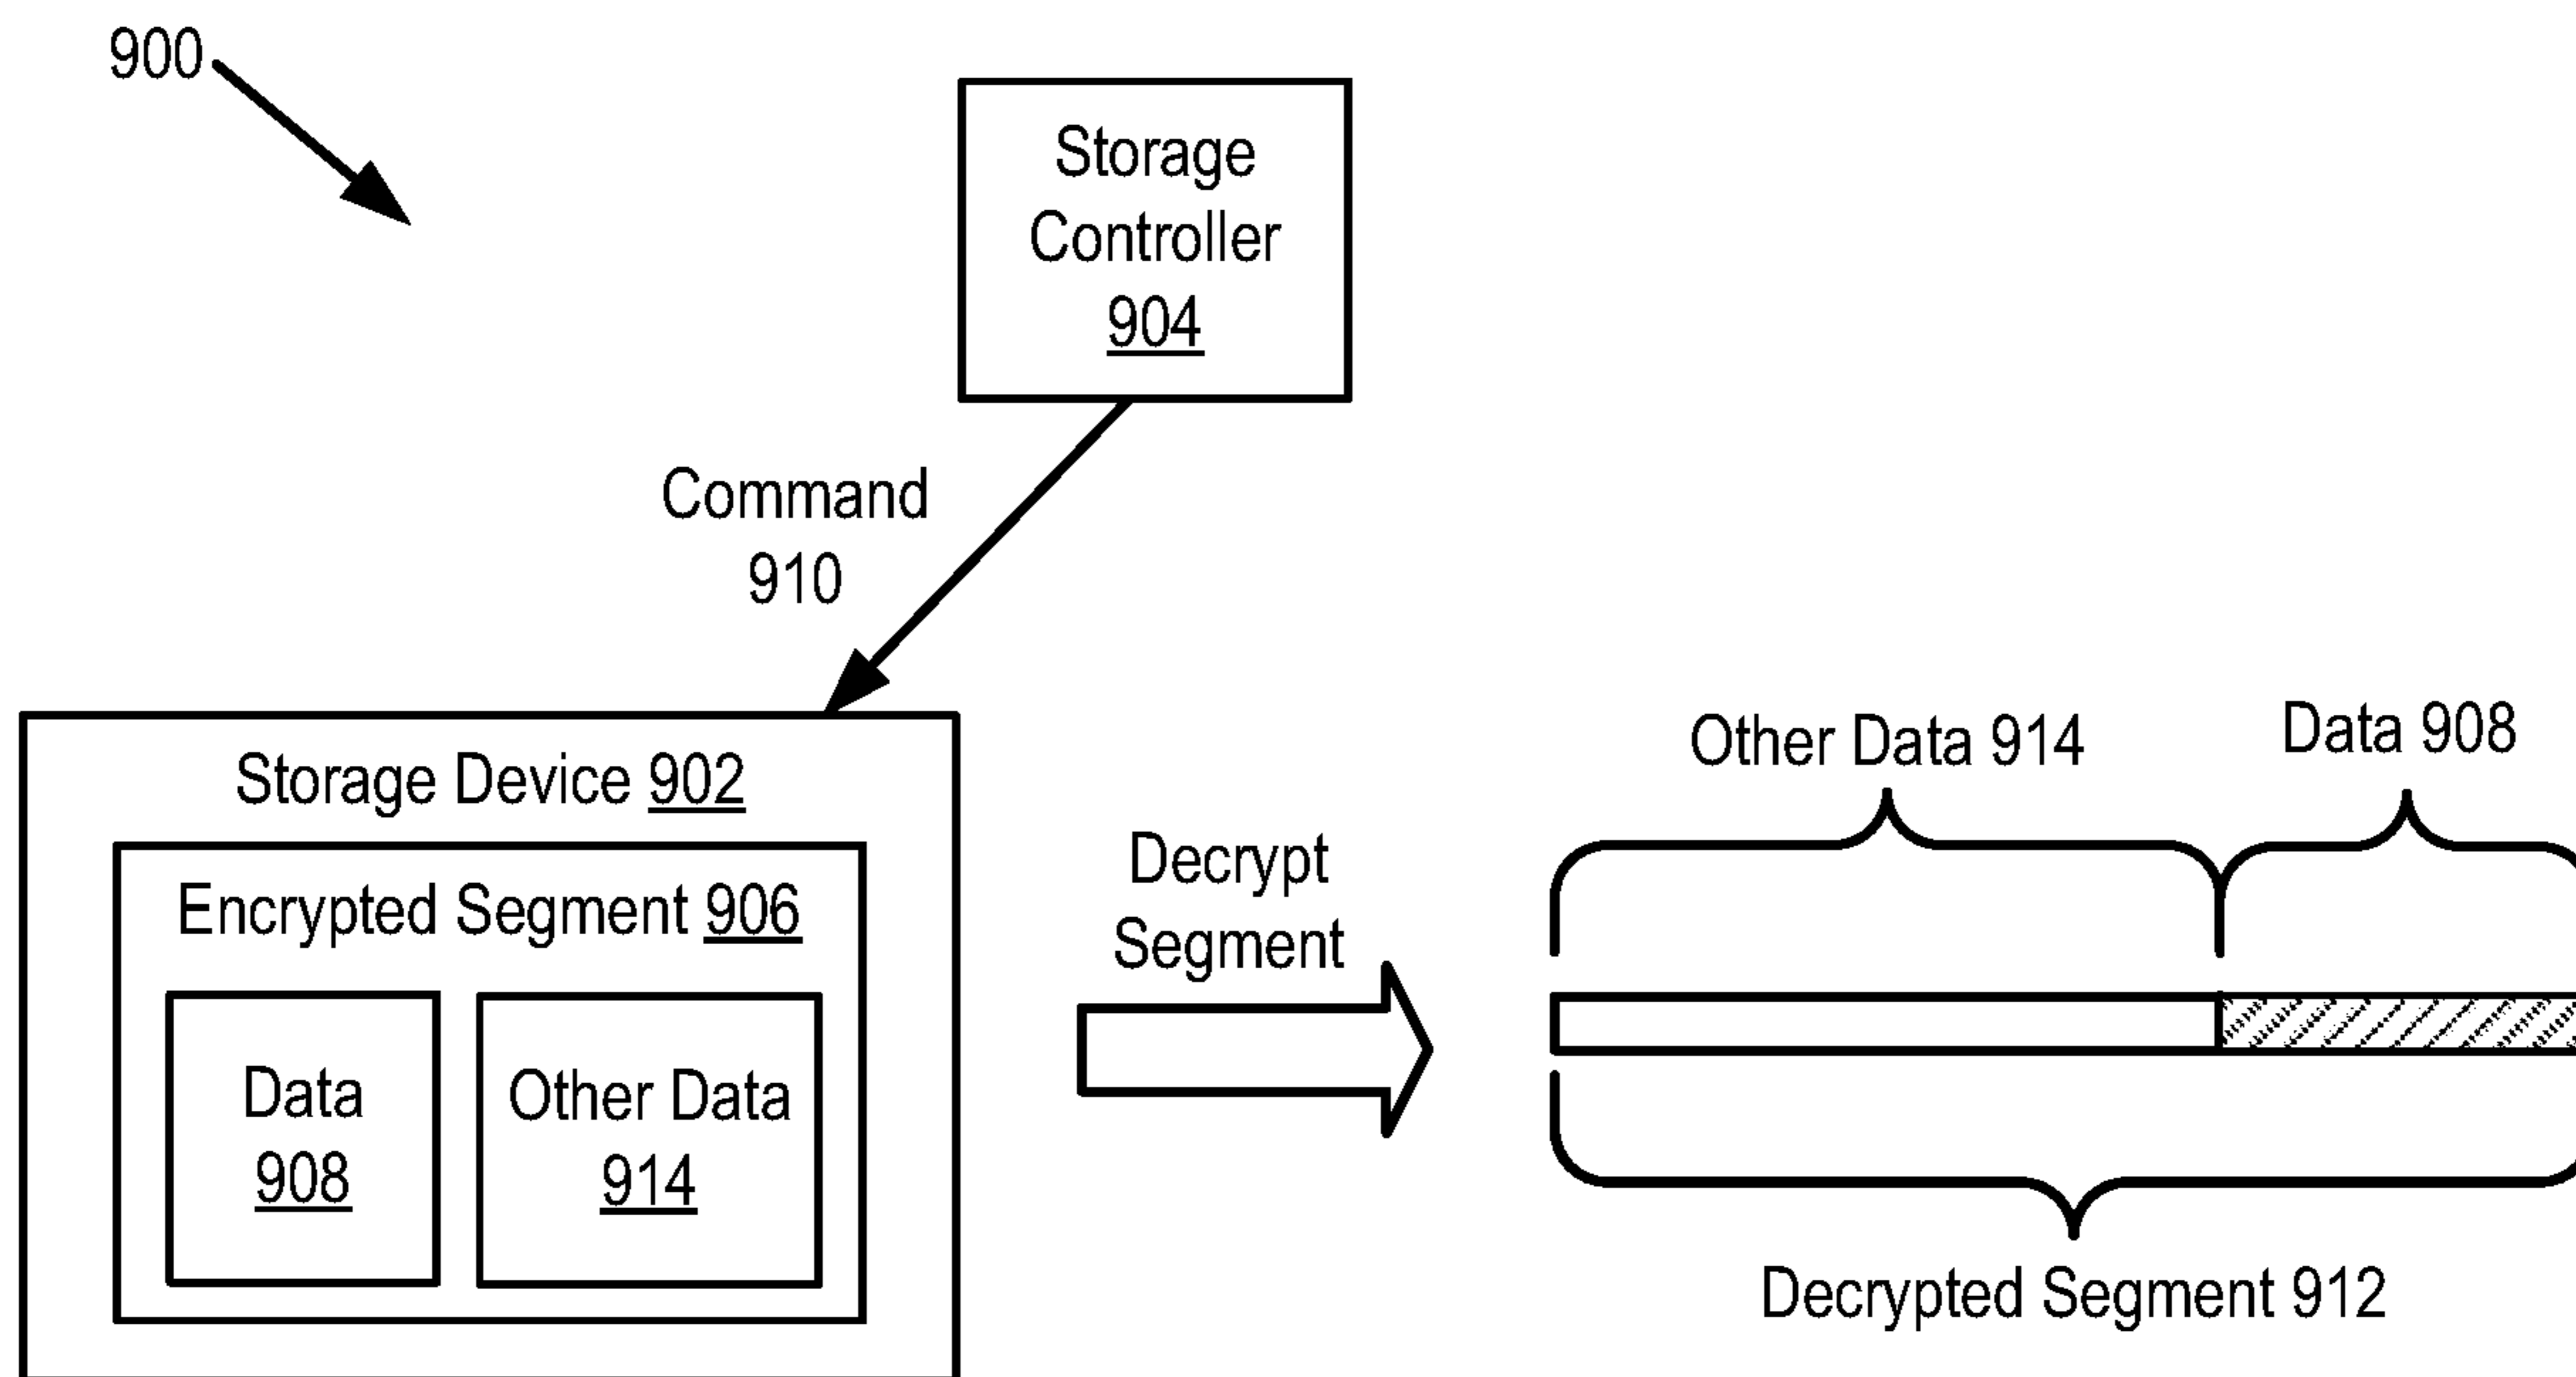 900
Storage
Controller
904
Command
910
Storage Device 902
Encrypted Segment 906
Data
908
Other Data
914
Decrypt
Segment
Other Data 914
Data 908
Decrypted Segment 912